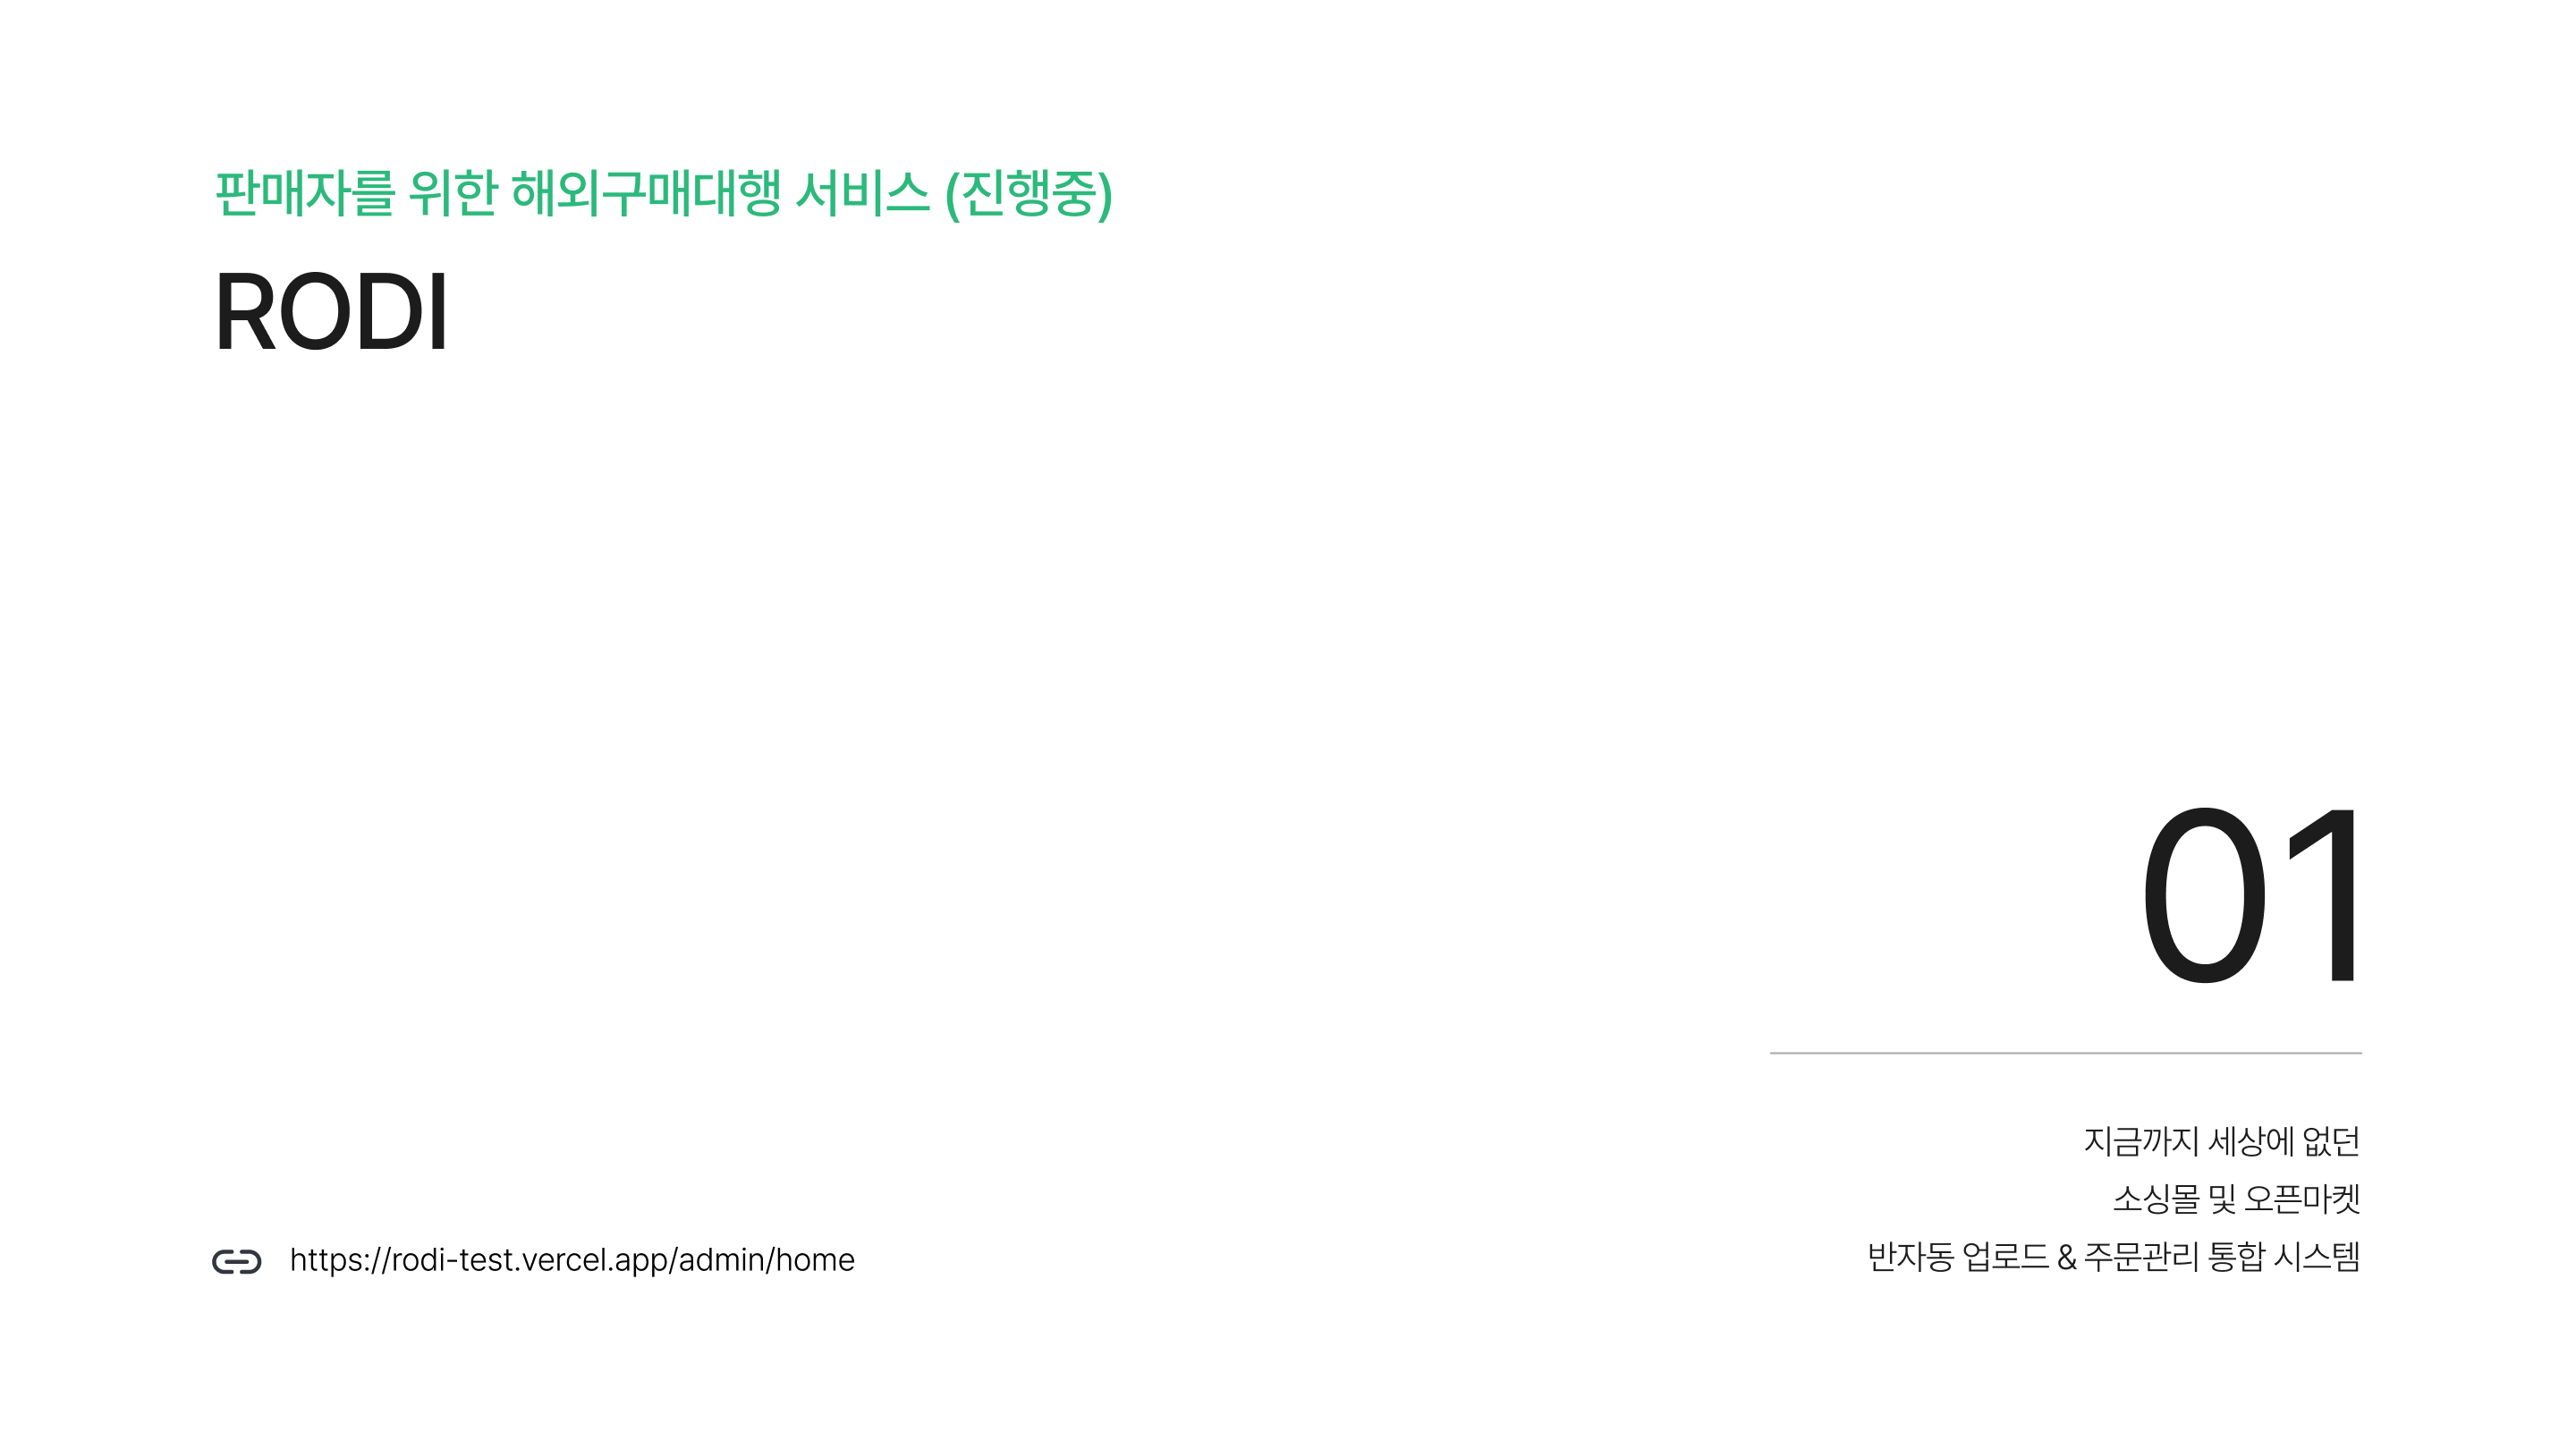 판매자를 위한 해외구매대행 서비스 (진행중)
RODI
01
지금까지 세상에 없던
소싱몰 및 오픈마켓
반자동 업로드 & 주문관리 통합 시스템
https://rodi-test.vercel.app/admin/home